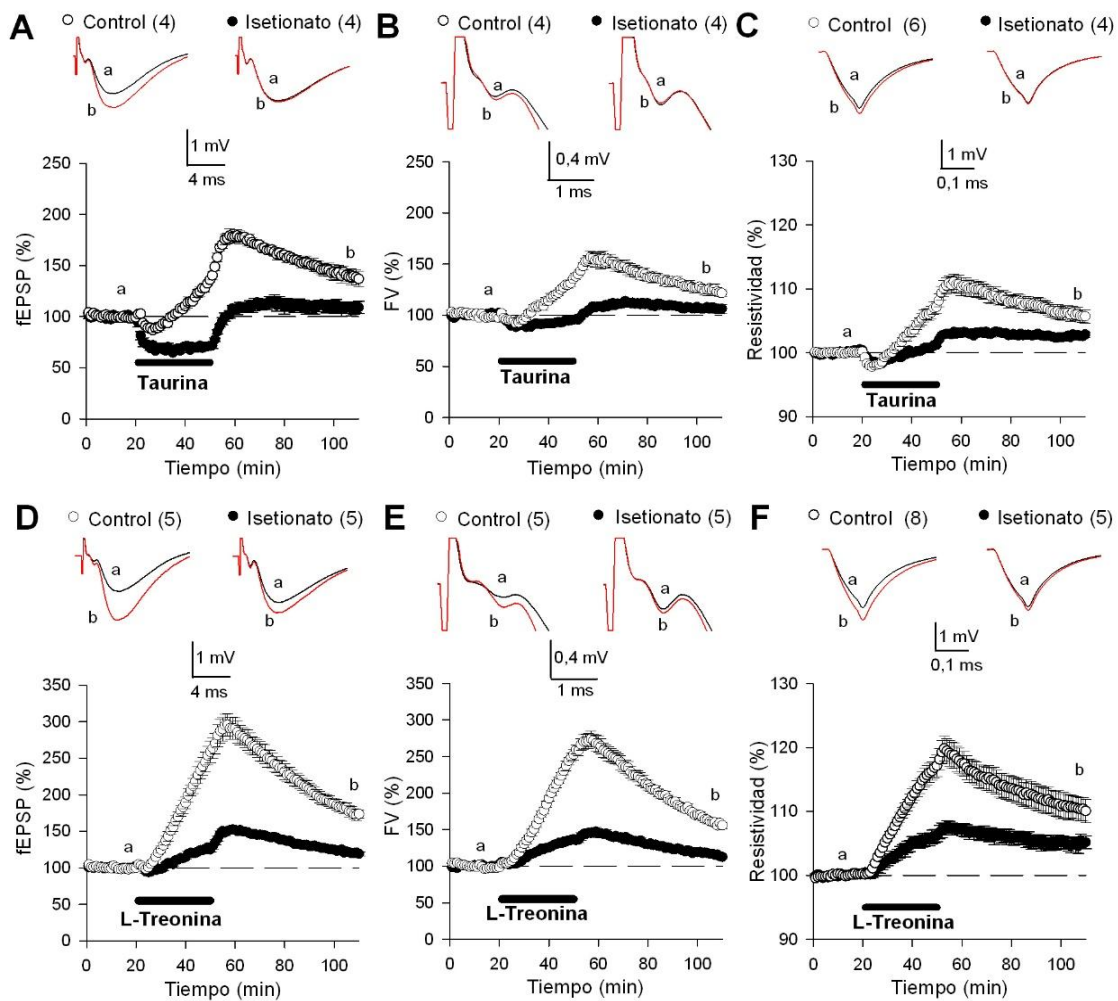 A
Control (4)
Isetionato (4)
a
b
1 mV
4 ms
fEPSP (%)
250
200
150
100
50
0
a
b
Taurina
0 20 40 60 80 100
Tiempo (min)
B
Control (4)
Isetionato (4)
a
b
0,4 mV
1 ms
FV (%)
250
200
150
100
50
0
a
b
Taurina
0 20 40 60 80 100
Tiempo (min)
C
Control (6)
Isetionato (4)
a
b
a
b
1 mV
0,1 ms
Resistividad (%)
130
120
110
100
90
a
b
Taurina
0 20 40 60 80 100
Tiempo (min)
D
Control (5)
Isetionato (5)
a
b
a
b
1 mV
4 ms
fEPSP (%)
350
300
250
200
150
100
50
0
a
b
L-Treonina
0 20 40 60 80 100
Tiempo (min)
E
Control (5)
Isetionato (5)
a
b
a
b
0,4 mV
1 ms
FV (%)
350
300
250
200
150
100
50
0
a
b
L-Treonina
0 20 40 60 80 100
Tiempo (min)
F
Control (8)
Isetionato (5)
a
b
a
b
1 mV
0,1 ms
Resistividad (%)
130
120
110
100
90
a
b
L-Treonina
0 20 40 60 80 100
Tiempo (min)